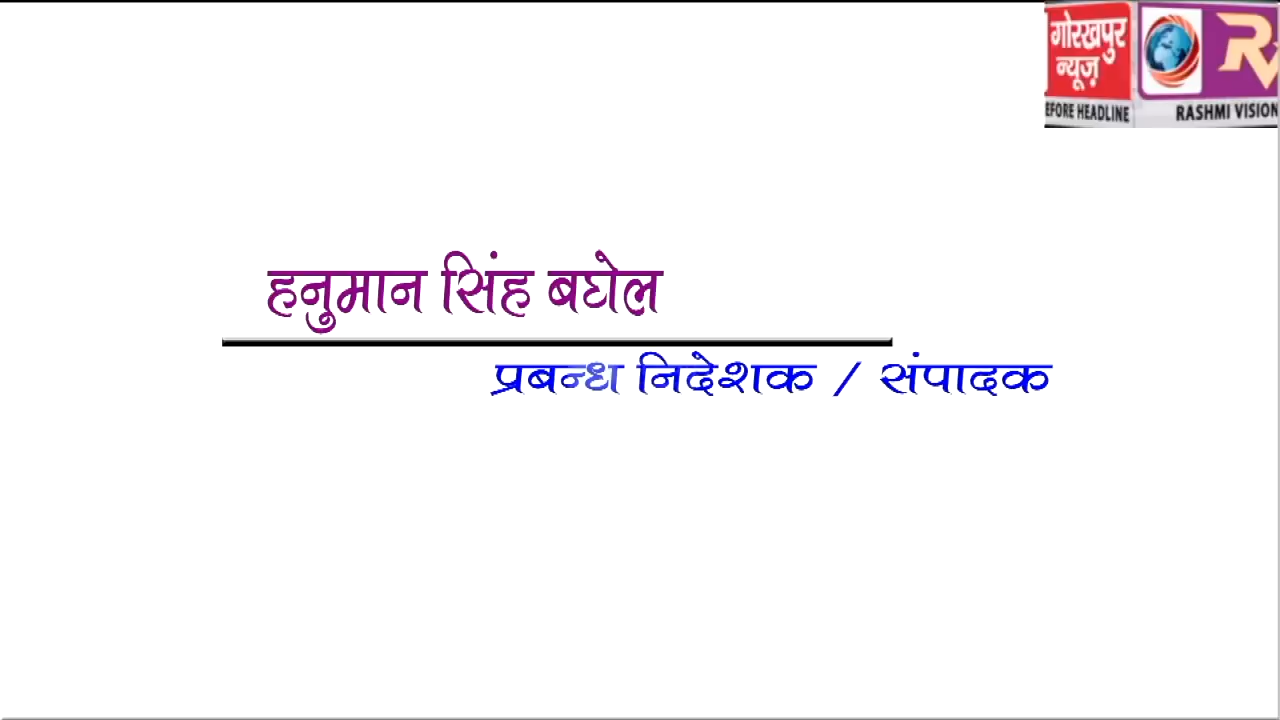 गोरखपुर
न्यूज़
EFORE HEADLINE
RASHMI VISION
हनुमान सिंह बघेल
प्रबन्ध निदेशक / संपादक